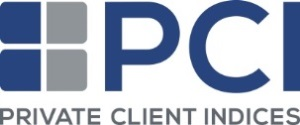 PCI
PRIVATE CLIENT INDICES